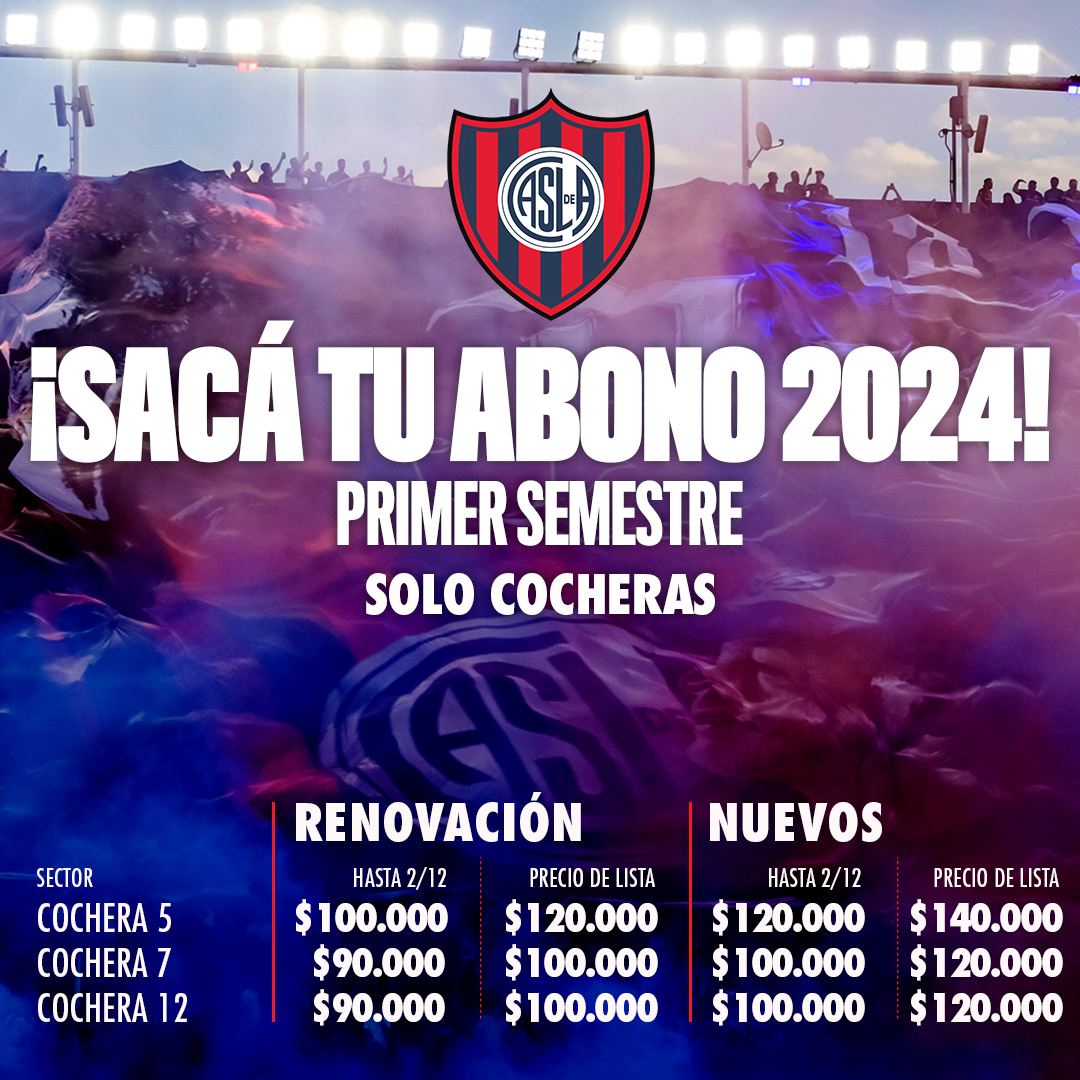 CASLDEA
¡SACÁ TU ABONO 2024!
PRIMER SEMESTRE
SOLO COCHERAS
CASLDE
RENOVACIÓN NUEVOS
SECTOR HASTA 2/12 PRECIO DE LISTA HASTA 2/12 PRECIO DE LISTA
COCHERA 5 $100.000 $120.000 $120.000 $140.000
COCHERA 7 $90.000 $100.000 $100.000 $120.000
COCHERA 12 $90.000 $100.000 $100.000 $120.000